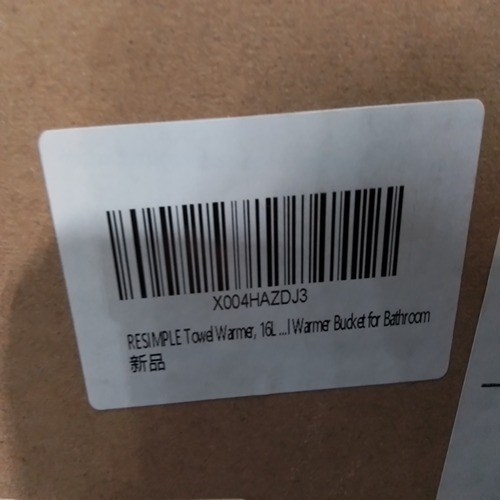 X004HAZDJ3
RESIMPLE Towel Warmer, 16L ...l Warmer Bucket for Bathroom
新品